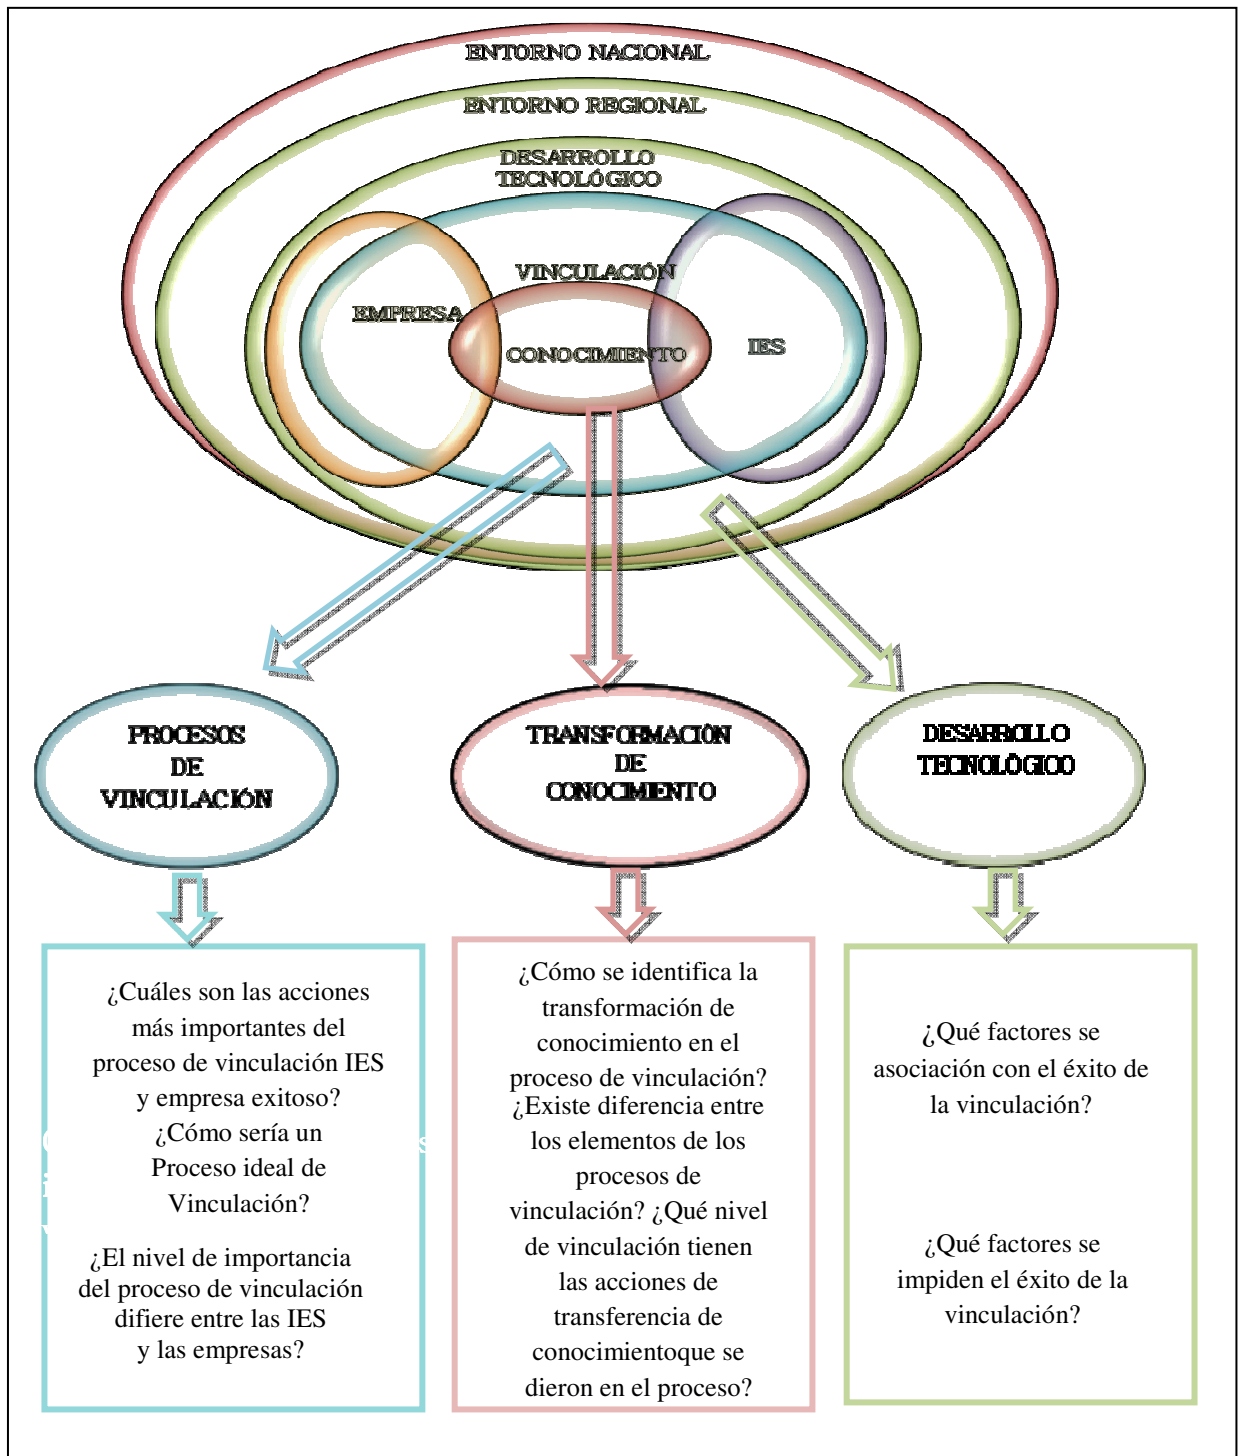 ENTORNO NACIONAL
ENTORNO REGIONAL
DESARROLLO
TECNOLÓGICO
VINCULACIÓN
EMPRESA
CONOCIMIENTO
IES
PROCESOS
DE
VINCULACIÓN
TRANSFORMACIÓN
DE
CONOCIMIENTO
DESARROLLO
TECNOLÓGICO
¿Cuáles son las acciones
más importantes del
proceso de vinculación IES
y empresa exitoso?
¿Cómo sería un
Proceso ideal de
Vinculación?
¿El nivel de importancia
del proceso de vinculación
difiere entre las IES
y las empresas?
¿Cómo se identifica la
transformación de
conocimiento en el
proceso de vinculación?
¿Existe diferencia entre
los elementos de los
procesos de
vinculación? ¿Qué nivel
de vinculación tienen
las acciones de
transferencia de
conocimientoque se
dieron en el proceso?
¿Qué factores se
asociación con el éxito de
la vinculación?
¿Qué factores se
impiden el éxito de la
vinculación?